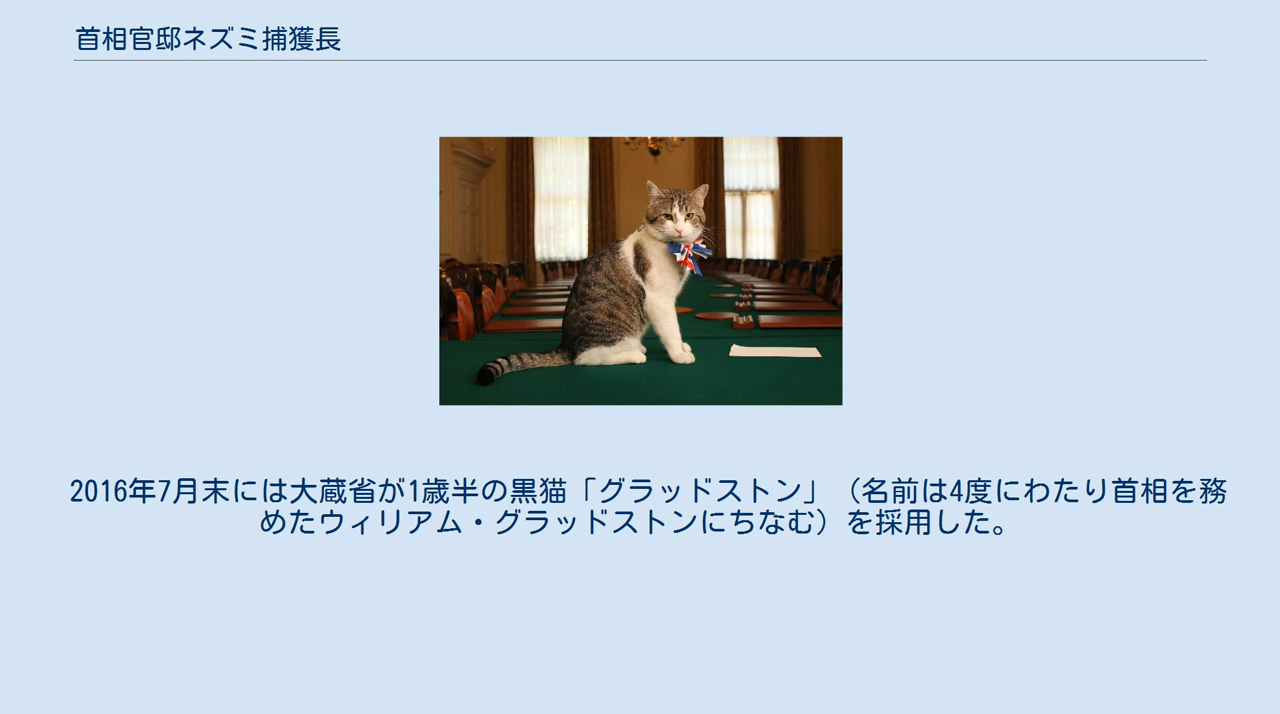 首相官邸ネズミ捕獲長
2016年7月末には大蔵省が1歳半の黒猫「グラッドストン」（名前は4度にわたり首相を務
めたウィリアム・グラッドストンにちなむ）を採用した。